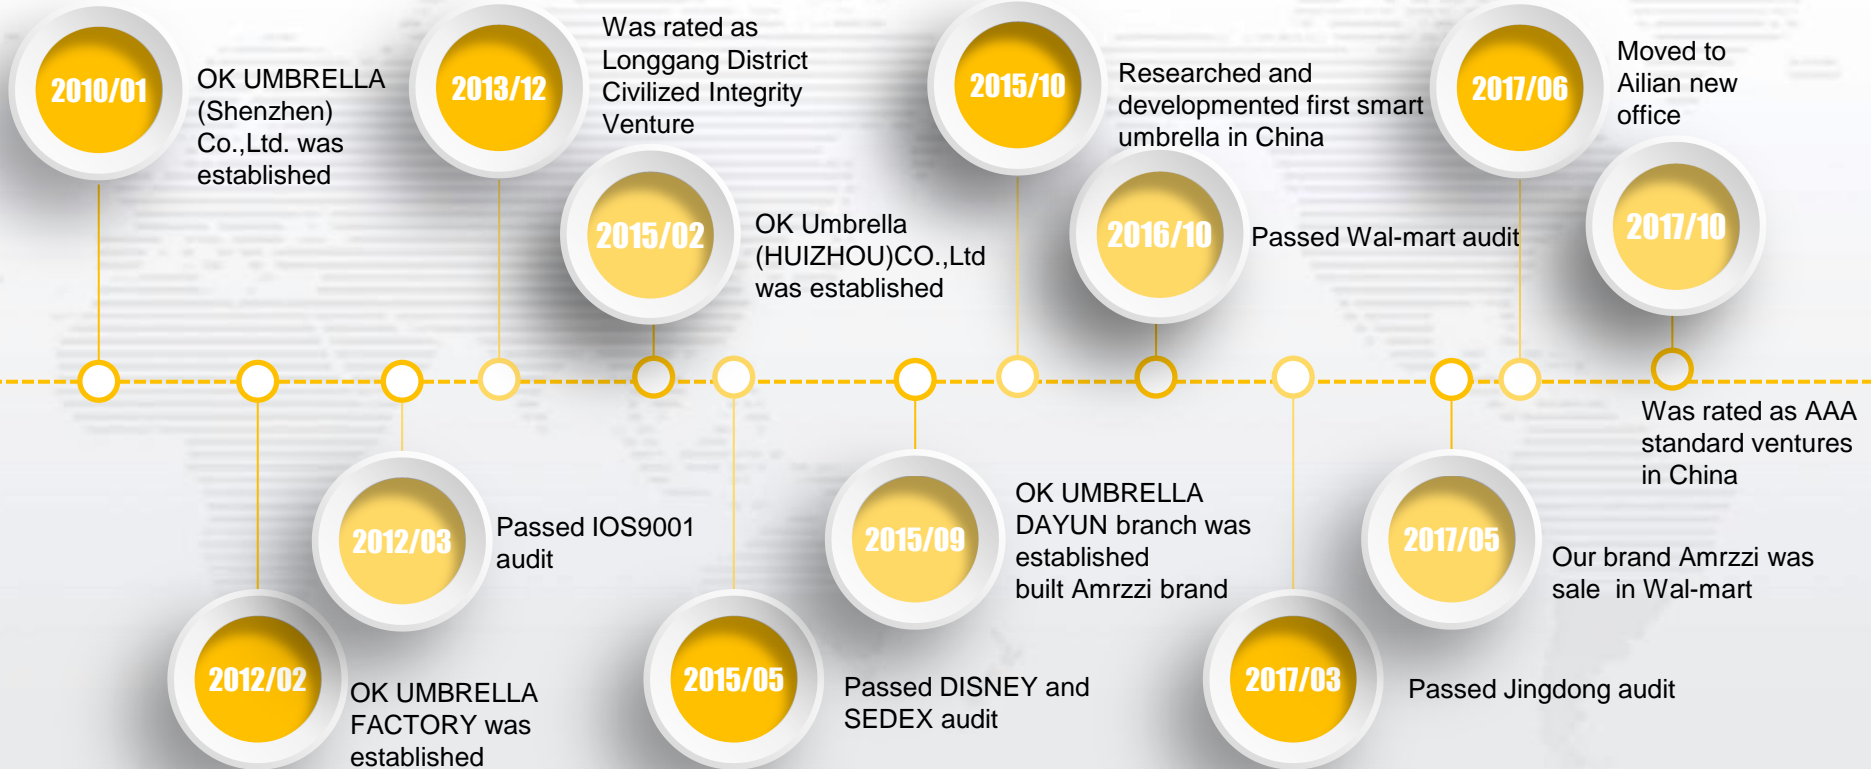 2010/01
OK UMBRELLA
(Shenzhen)
Co.,Ltd. was
established
2012/02
OK UMBRELLA
FACTORY was
established
2012/03
Passed IOS9001
audit
2013/12
Was rated as
Longgang District
Civilized Integrity
Venture
2015/02
OK Umbrella
(HUIZHOU)CO.,Ltd
was established
2015/05
Passed DISNEY and
SEDEX audit
2015/09
OK UMBRELLA
DAYUN branch was
established
built Amrzzi brand
2015/10
Researched and
developmented first smart
umbrella in China
2016/10
Passed Wal-mart audit
2017/03
Passed Jingdong audit
2017/05
Our brand Amrzzi was
sale  in Wal-mart
2017/06
Moved to
Ailian new
office
2017/10
Was rated as AAA
standard ventures
in China